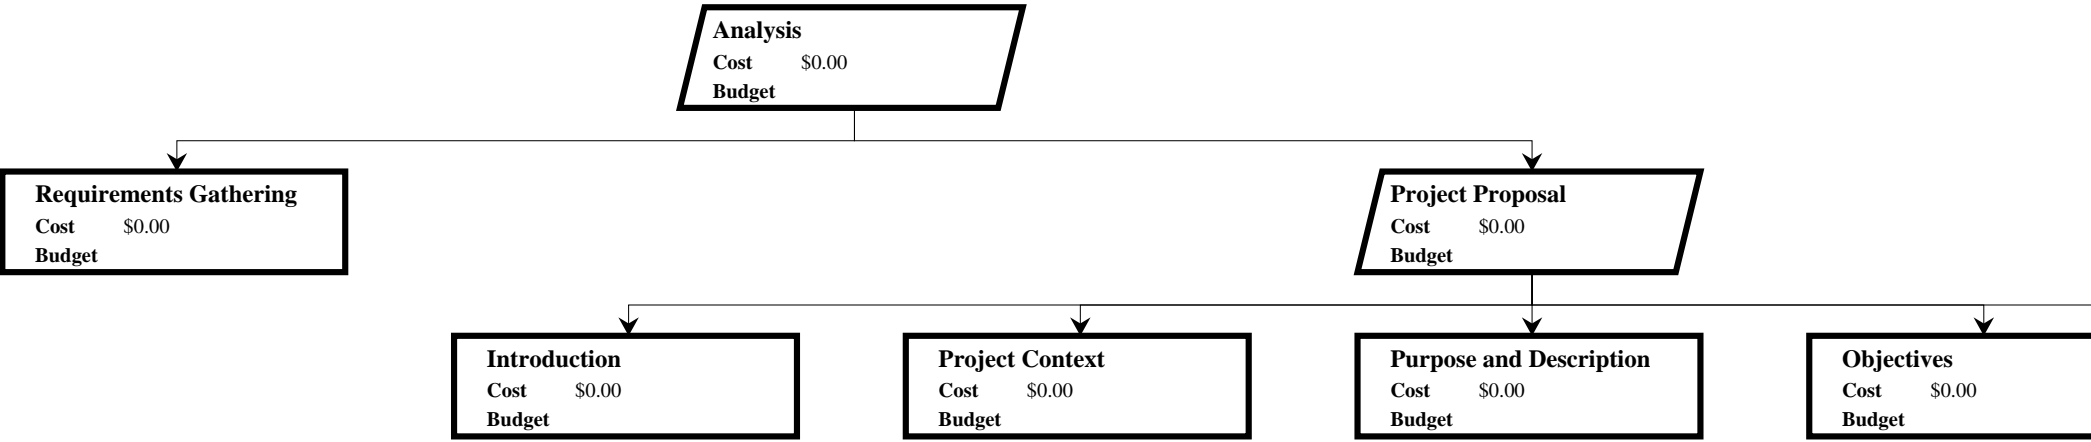 Analysis
Cost $0.00
Budget
Requirements Gathering
Cost $0.00
Budget
Project Proposal
Cost $0.00
Budget
Introduction
Cost $0.00
Budget
Project Context
Cost $0.00
Budget
Purpose and Description
Cost $0.00
Budget
Objectives
Cost $0.00
Budget